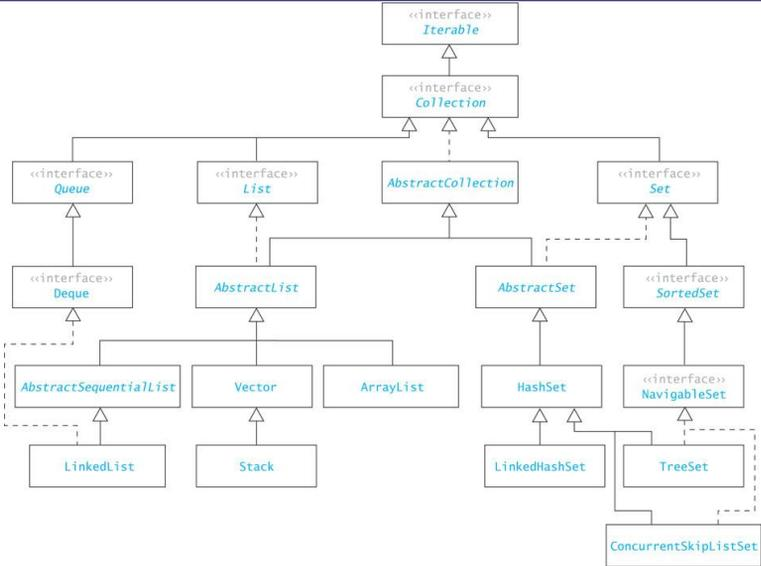 ‹‹interface››
Iterable
‹‹interface››
Collection
‹‹interface››
Queue
‹‹interface››
List
AbstractCollection
‹‹interface››
Set
‹‹interface››
Deque
AbstractList
AbstractSet
‹‹interface››
SortedSet
AbstractSequentialList
Vector
ArrayList
HashSet
‹‹interface››
NavigableSet
LinkedList
Stack
LinkedHashSet
TreeSet
ConcurrentSkipListSet